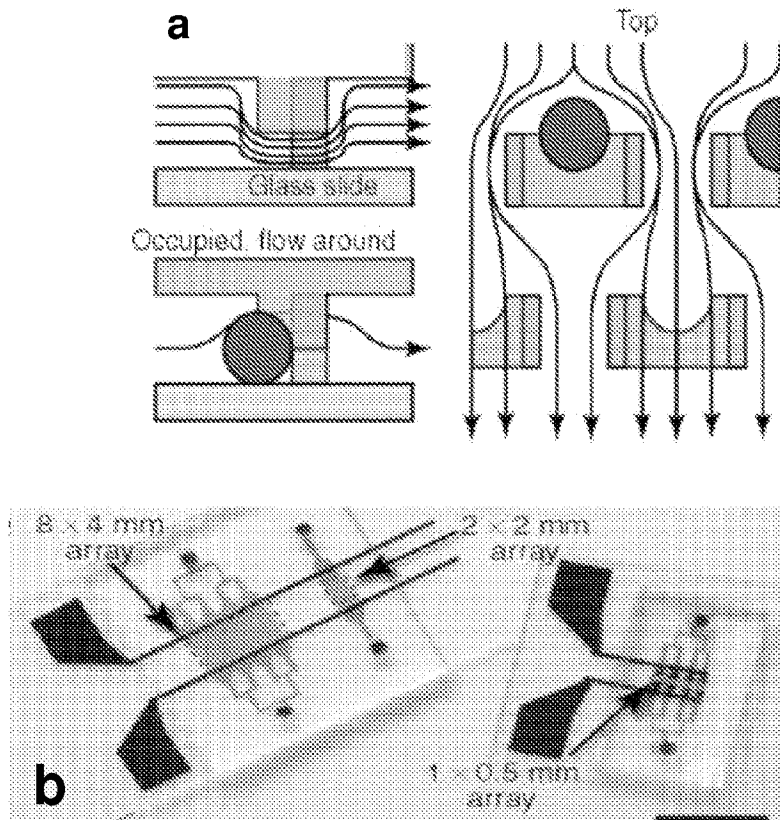 a
Top
Glass slide
Occupied. flow around
8 × 4 mm
array
2 × 2 mm
array
1 × 0.5 mm
array
b